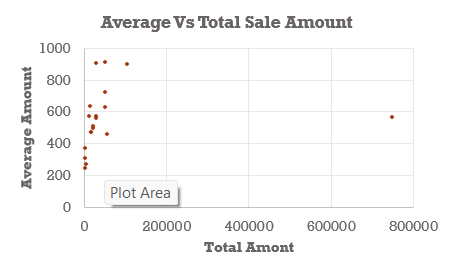 Average Vs Total Sale Amount
Average Amount
1000
800
600
400
200
0
Plot Area
0 200000 400000 600000 800000
Total Amont